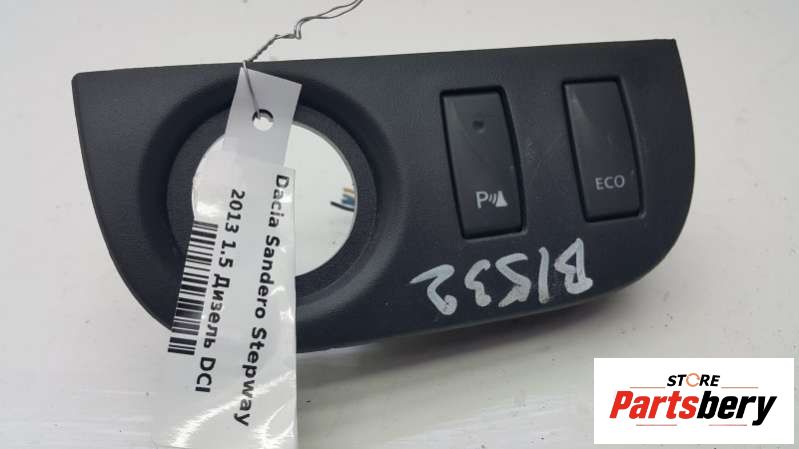 Dacia Sandero Stepway
2013 1.5 Дизель DCI
P
ECO
B1532
STORE
Partsbery